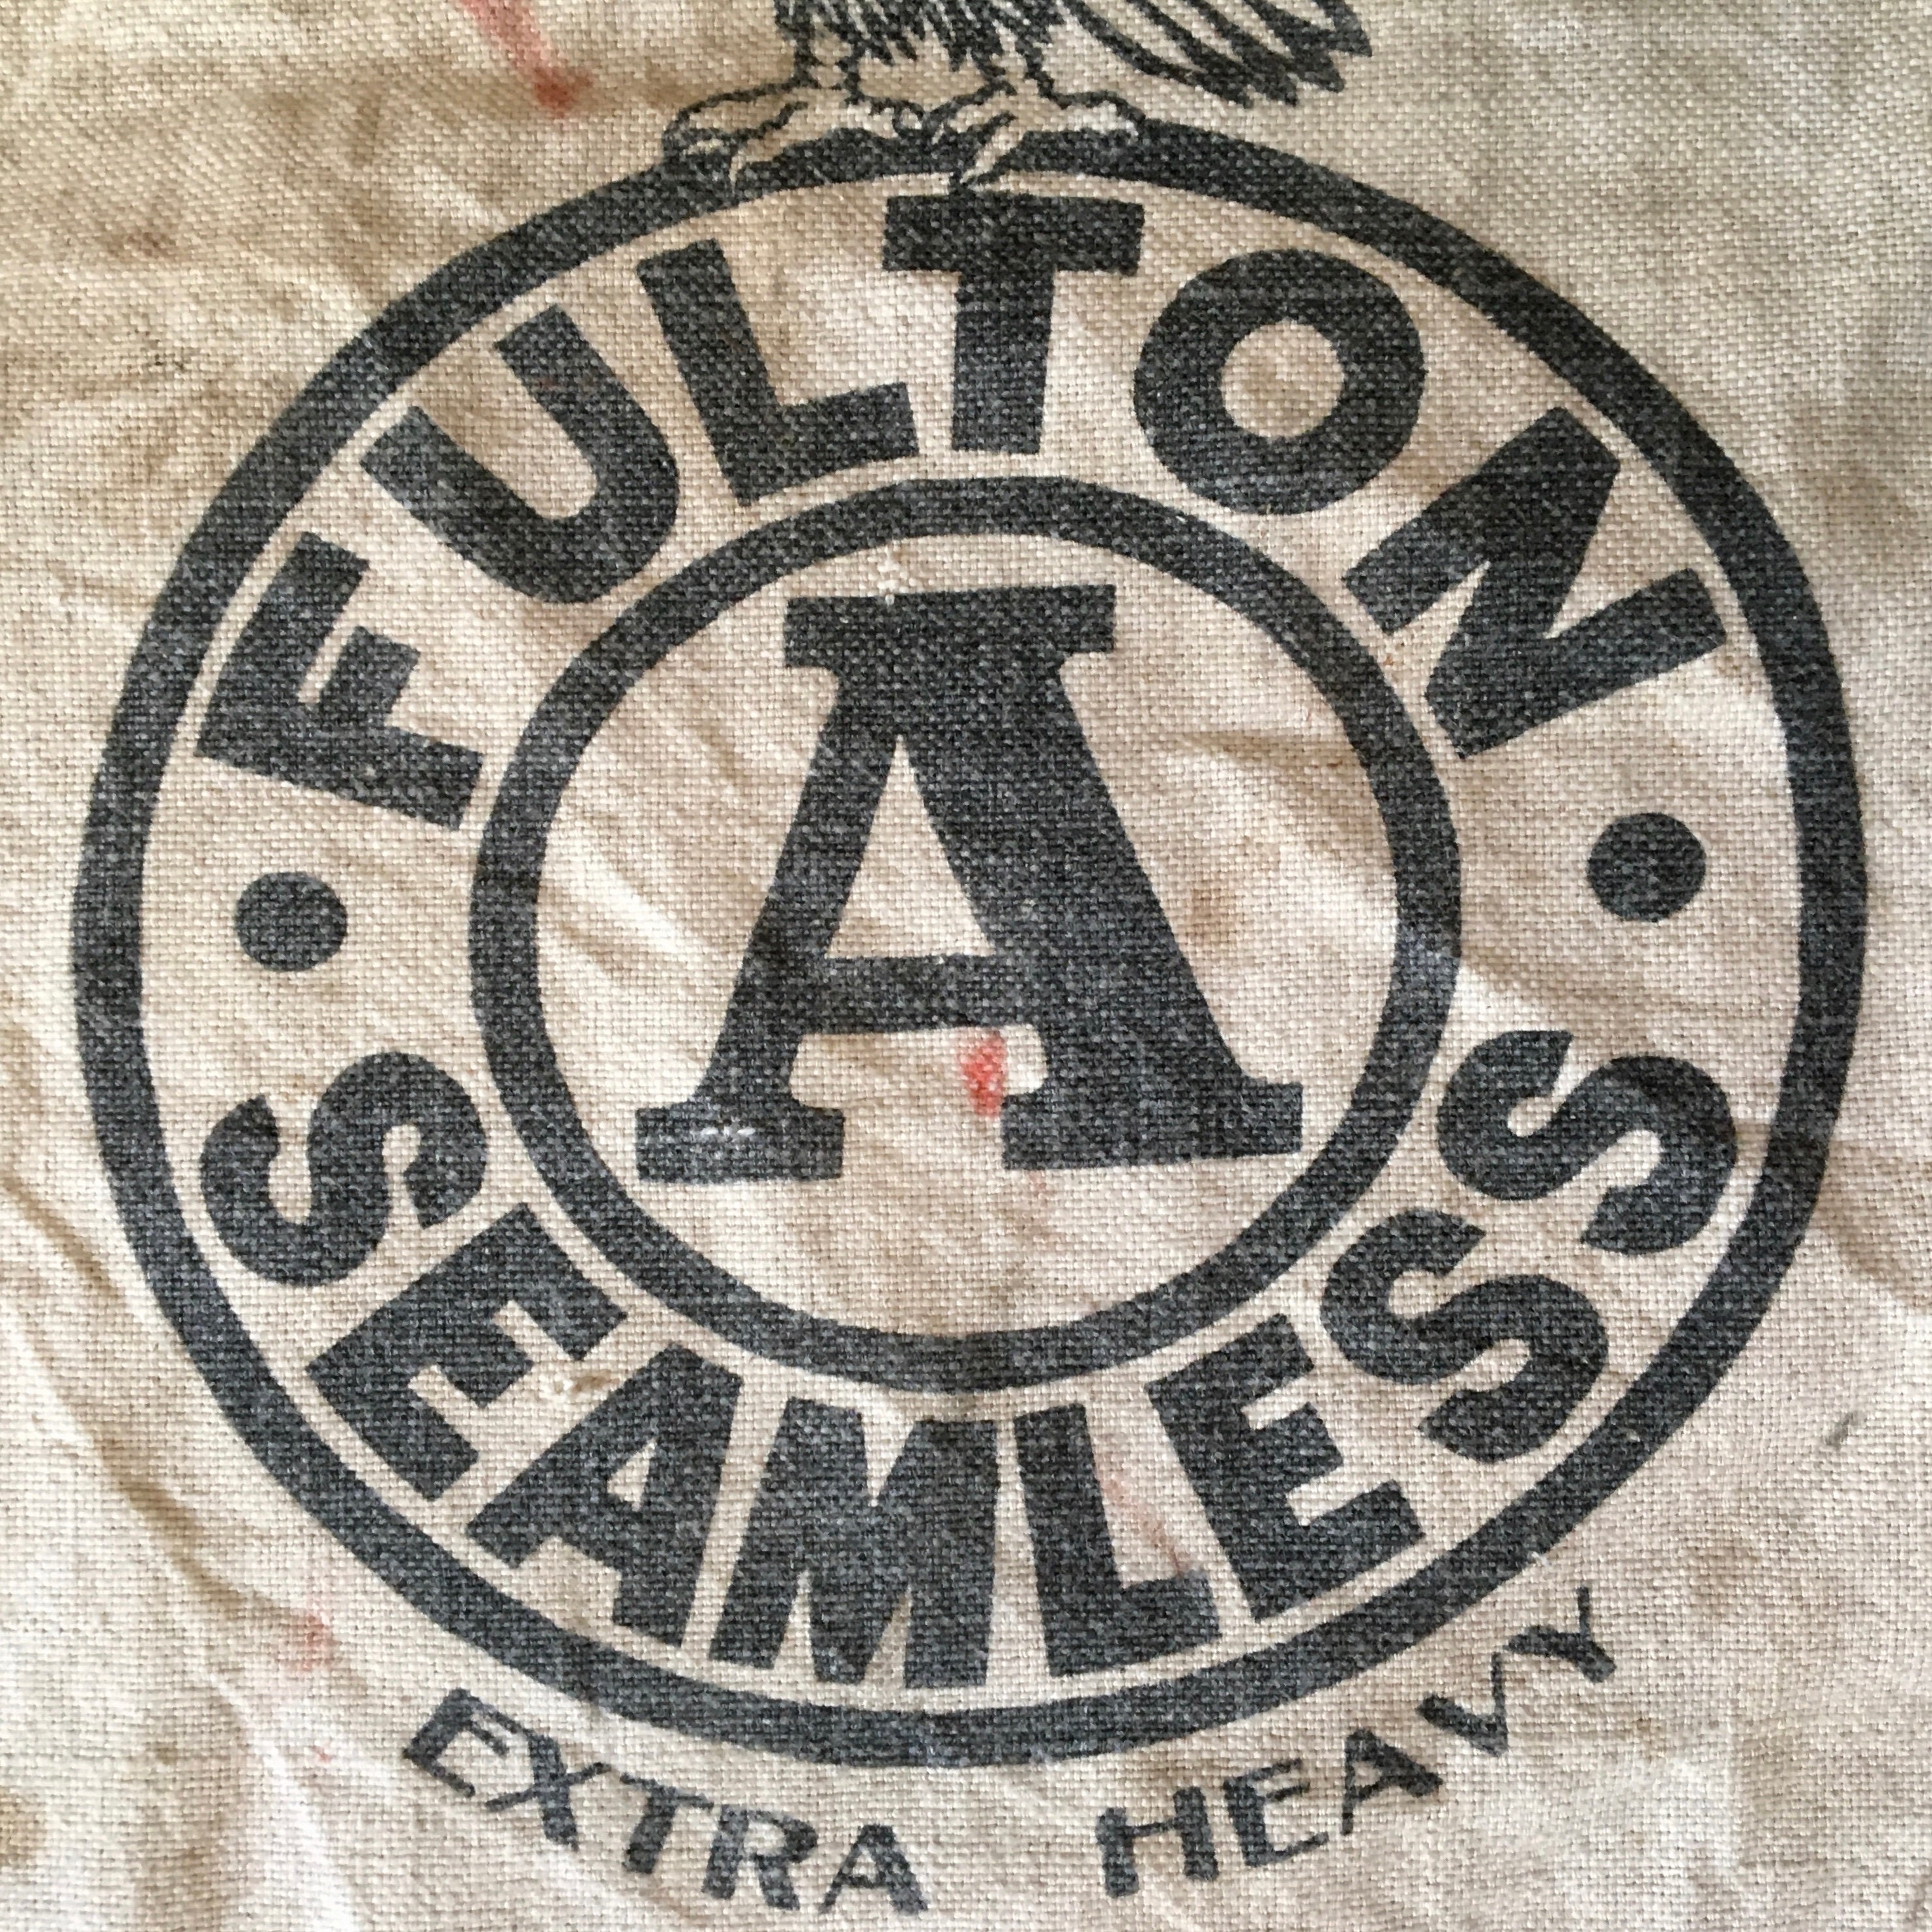 FULTON
A
• SEAMLESS •
EXTRA HEAVY